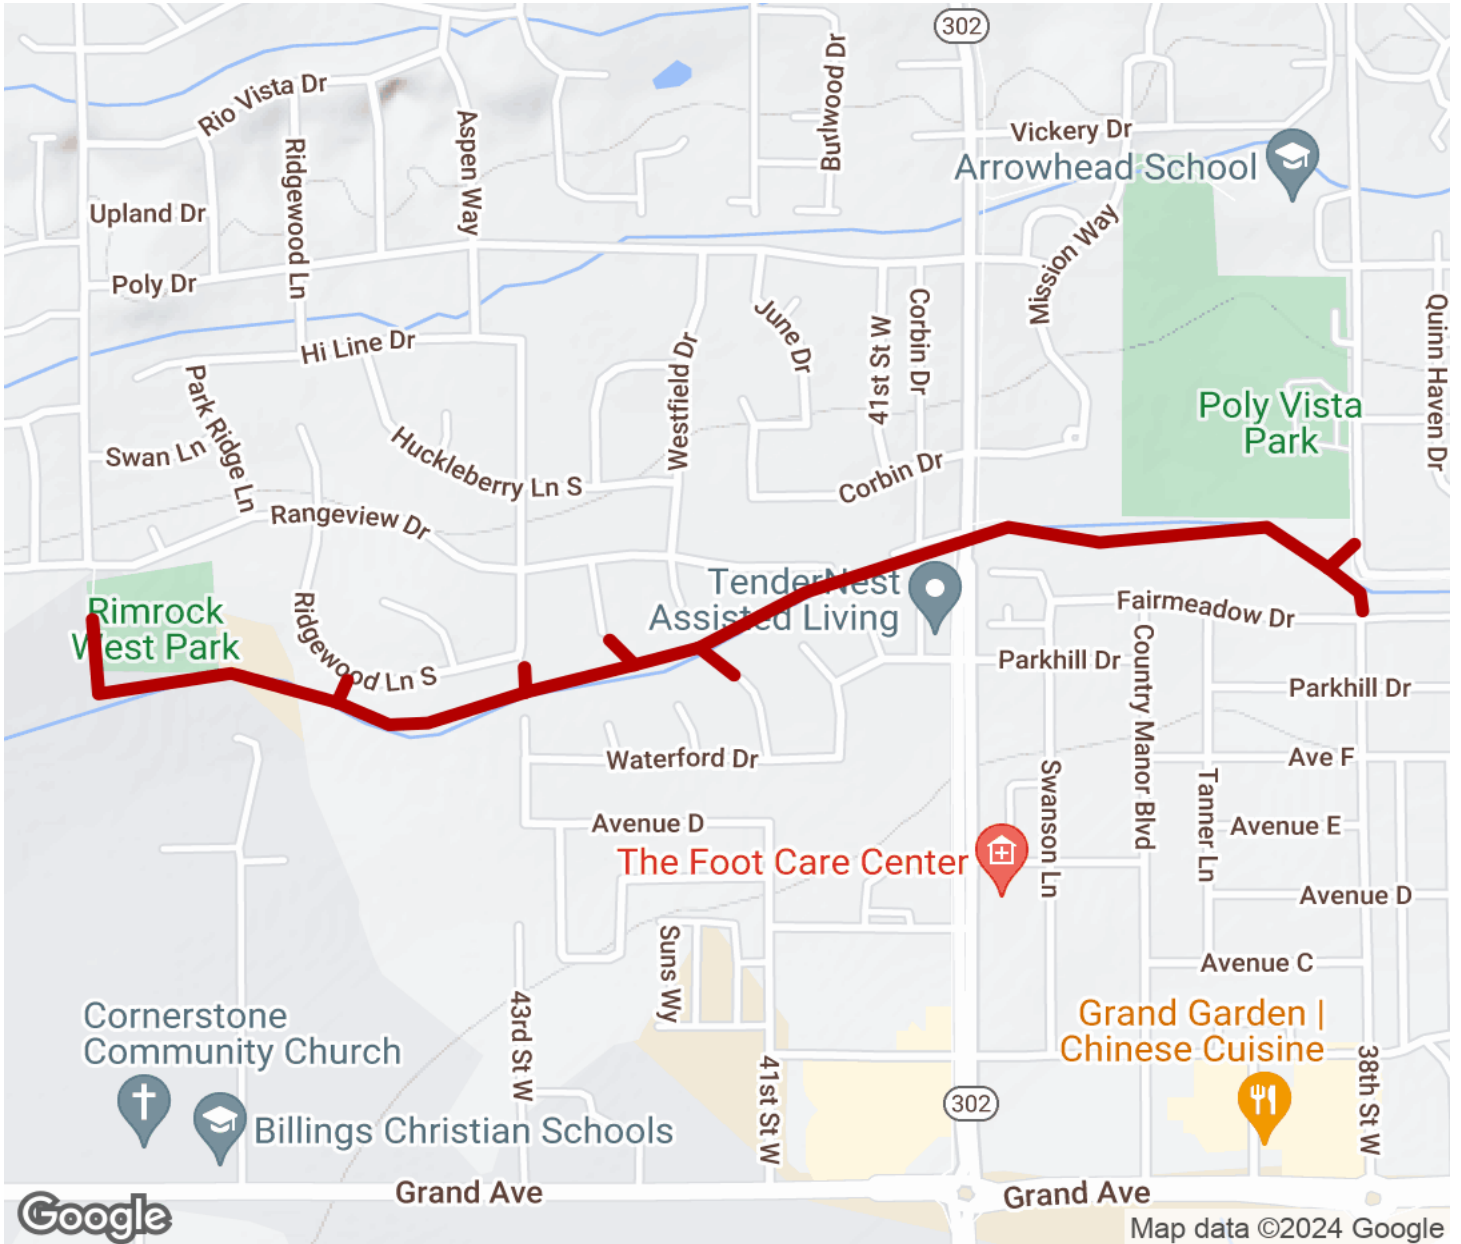 302
Burlwood Dr
Rio Vista Dr
Aspen Way
Vickery Dr
Arrowhead School
Ridgewood Ln
Upland Dr
Mission Way
Poly Dr
June Dr
Corbin Dr
41st St W
Quinn Haven Dr
Hi Line Dr
Westfield Dr
Park Ridge Ln
Poly Vista
Park
Swan Ln
Huckleberry Ln S
Corbin Dr
Rangeview Dr
TenderNest
Assisted Living
Fairmeadow Dr
Rimrock
West Park
Ridgewood Ln S
Parkhill Dr
Country Manor Blvd
Parkhill Dr
Waterford Dr
Swanson Ln
Tanner Ln
Ave F
Avenue D
Avenue E
The Foot Care Center
Avenue D
Suns Wy
Avenue C
43rd St W
Cornerstone
Community Church
Grand Garden |
Chinese Cuisine
41st St W
38th St W
302
Billings Christian Schools
Grand Ave
Grand Ave
Google
Map data ©2024 Google